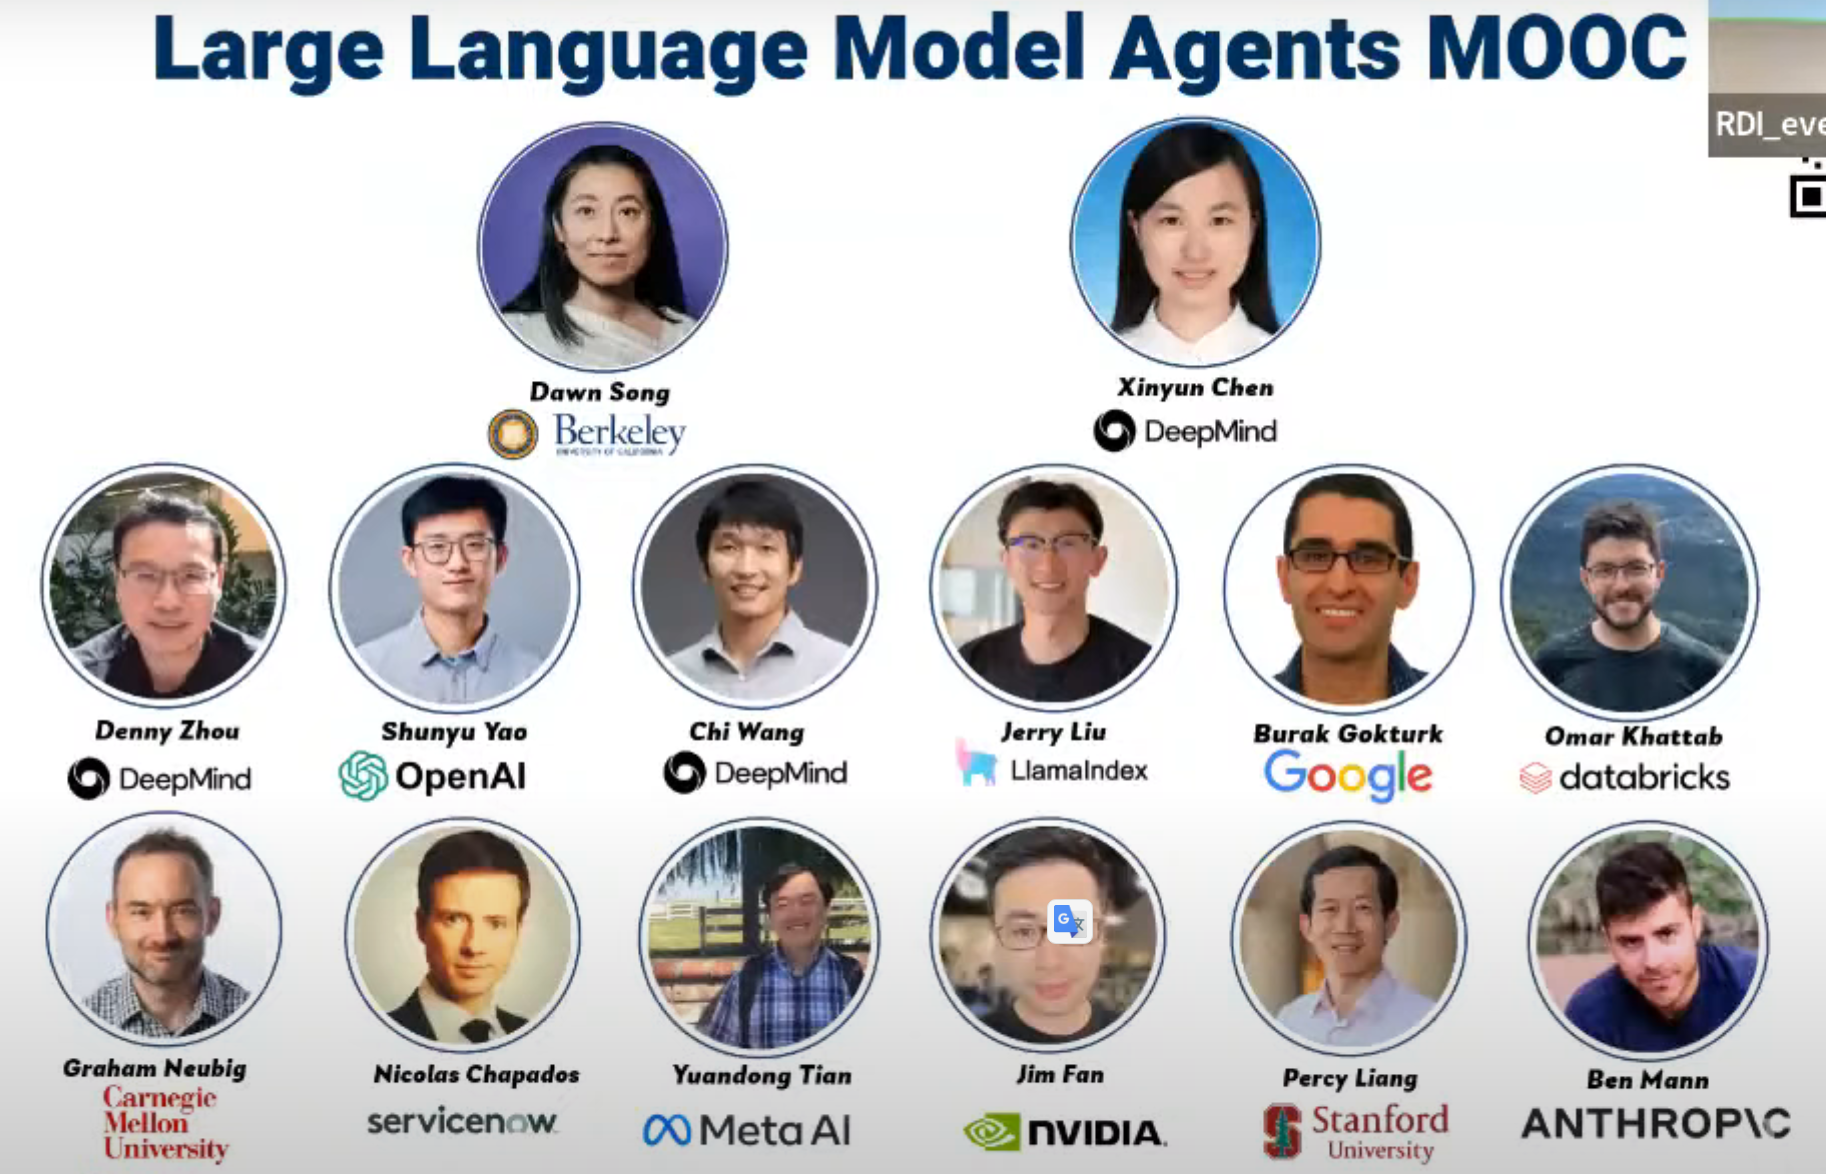 Large Language Model Agents MOOC
RDI_eve
Dawn Song
Xinyun Chen
Berkeley
UNIVERSITY OF CALIFORNIA
DeepMind
Denny Zhou
Shunyu Yao
Chi Wang
Jerry Liu
Burak Gokturk
Omar Khattab
DeepMind
OpenAI
DeepMind
LlamaIndex
Google
databricks
Graham Neubig
Nicolas Chapados
Yuandong Tian
Jim Fan
Percy Liang
Ben Mann
Carnegie
Mellon
University
servicenow
Meta AI
NVIDIA.
Stanford
University
ANTHROP\C